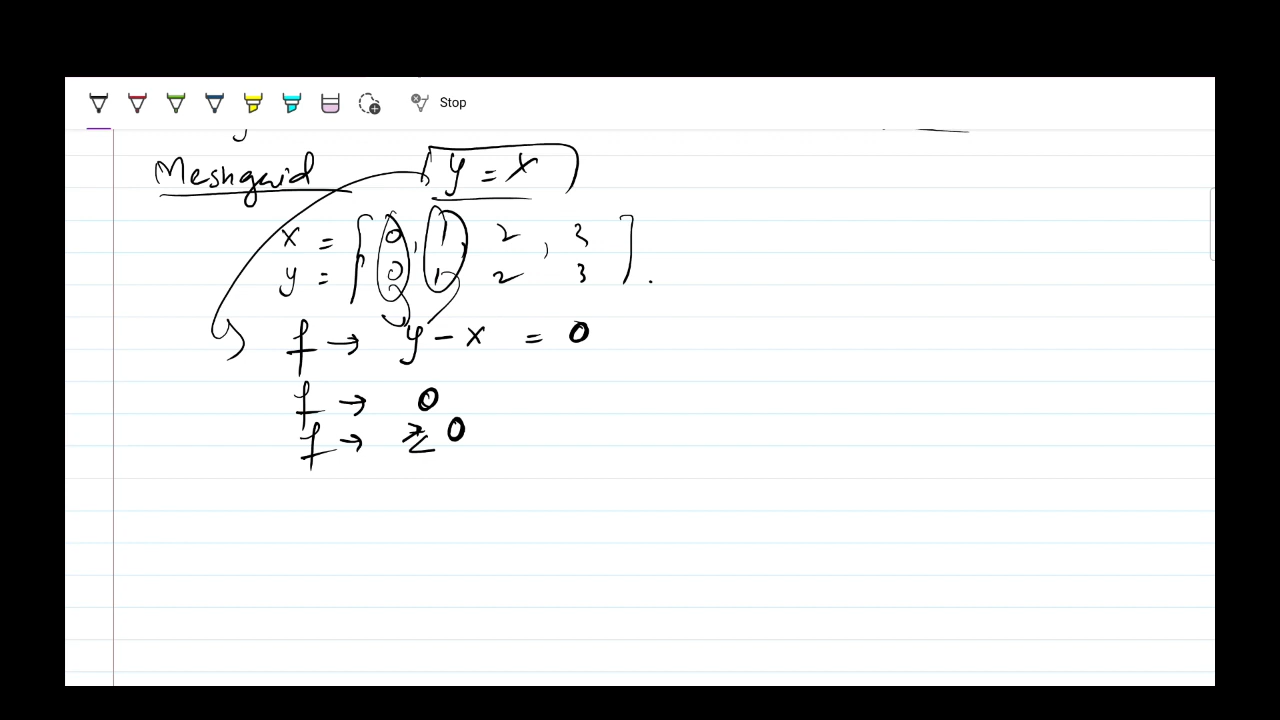 Stop
Meshgrid y = x
x = [ 0 , 1 2 , 3 ]
y = [ 0 1 2 3 ] .
f → y - x = 0
f → 0
f → 0